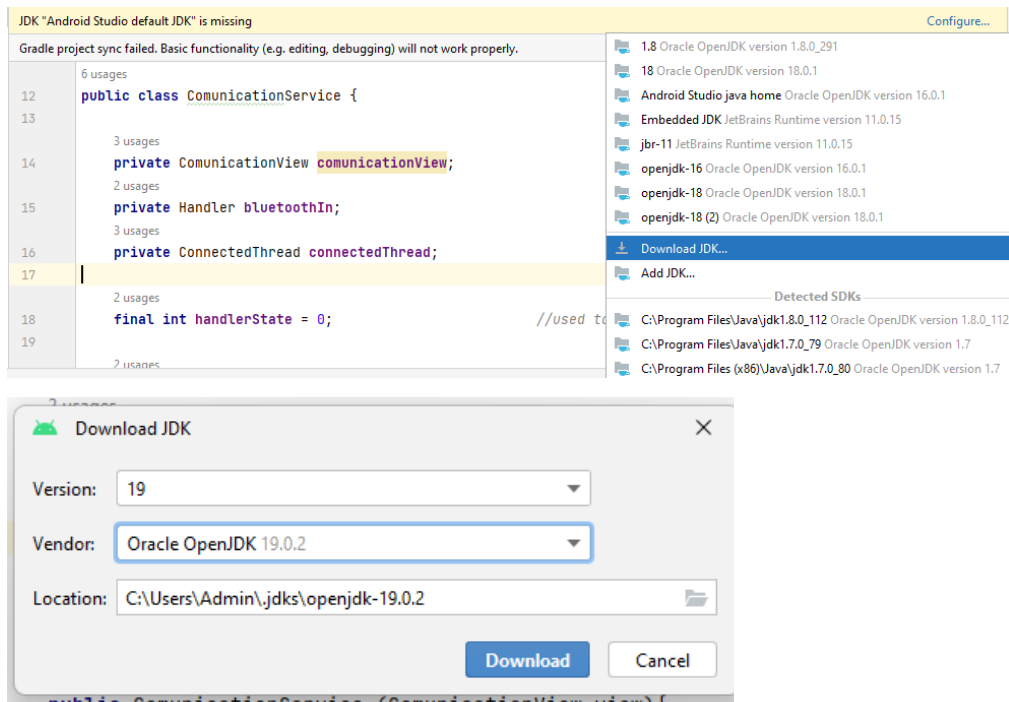 JDK "Android Studio default JDK" is missing
Configure...
Gradle project sync failed. Basic functionality (e.g. editing, debugging) will not work properly.
6 usages
12 public class ComunicationService {
13
3 usages
14 private ComunicationView comunicationView;
2 usages
15 private Handler bluetoothIn;
3 usages
16 private ConnectedThread connectedThread;
17
2 usages
18 final int handlerState = 0; //used to
19
2 usages
1.8 Oracle OpenJDK version 1.8.0_291
18 Oracle OpenJDK version 18.0.1
Android Studio java home Oracle OpenJDK version 16.0.1
Embedded JDK JetBrains Runtime version 11.0.15
jbr-11 JetBrains Runtime version 11.0.15
openjdk-16 Oracle OpenJDK version 16.0.1
openjdk-18 Oracle OpenJDK version 18.0.1
openjdk-18 (2) Oracle OpenJDK version 18.0.1
Download JDK...
Add JDK...
Detected SDKs
C:\Program Files\Java\jdk1.8.0_112 Oracle OpenJDK version 1.8.0_112
C:\Program Files\Java\jdk1.7.0_79 Oracle OpenJDK version 1.7
C:\Program Files (x86)\Java\jdk1.7.0_80 Oracle OpenJDK version 1.7
2 usages
Download JDK
Version: 19
Vendor: Oracle OpenJDK 19.0.2
Location: C:\Users\Admin\.jdks\openjdk-19.0.2
Download
Cancel
public ComunicationService (ComunicationView view){